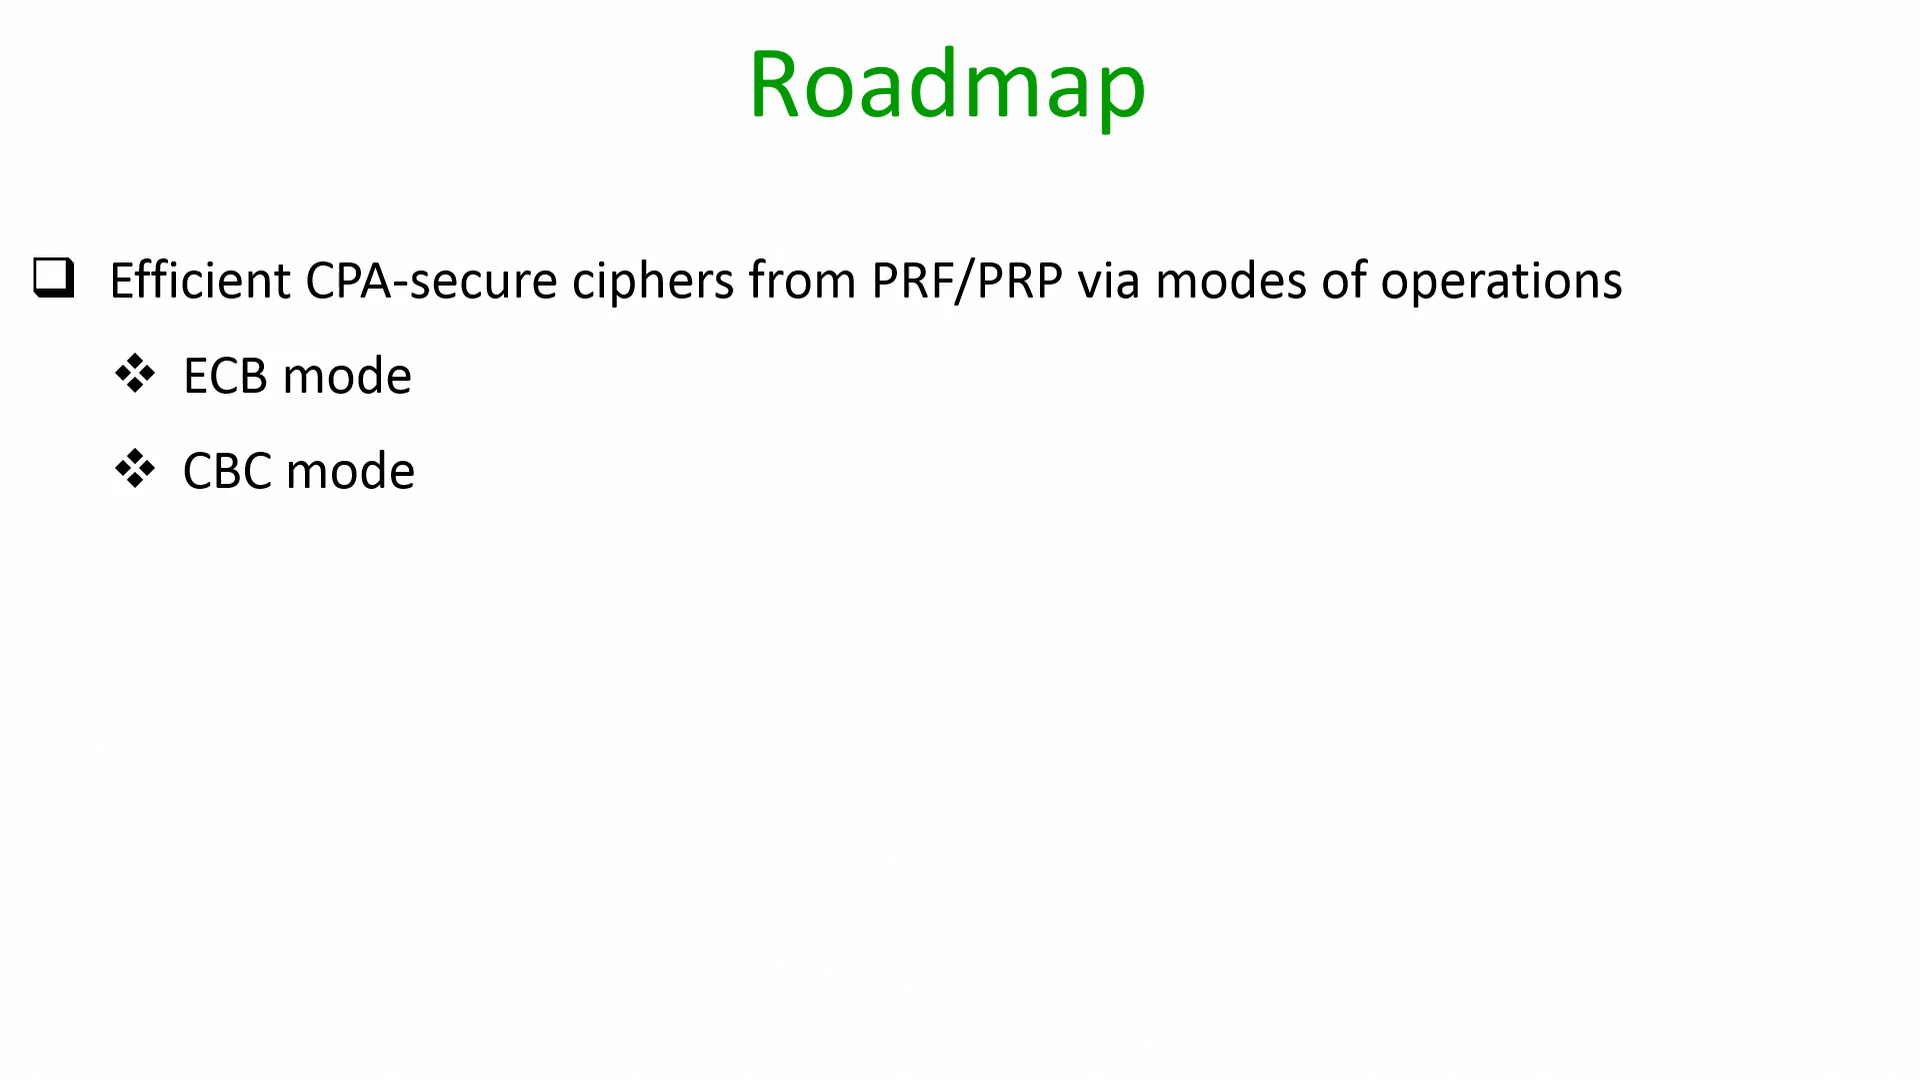 Roadmap
Efficient CPA-secure ciphers from PRF/PRP via modes of operations
ECB mode
CBC mode